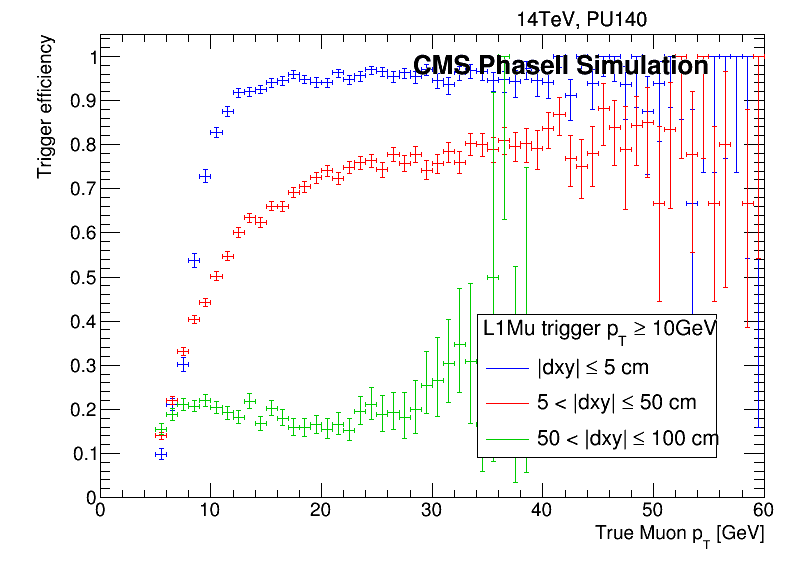 14TeV, PU140
CMS PhaseII Simulation
Trigger efficiency
1
0.9
0.8
0.7
0.6
0.5
0.4
0.3
0.2
0.1
0
L1Mu trigger pT ≥ 10GeV
|dxy| ≤ 5 cm
5 < |dxy| ≤ 50 cm
50 < |dxy| ≤ 100 cm
0 10 20 30 40 50 60
True Muon pT [GeV]